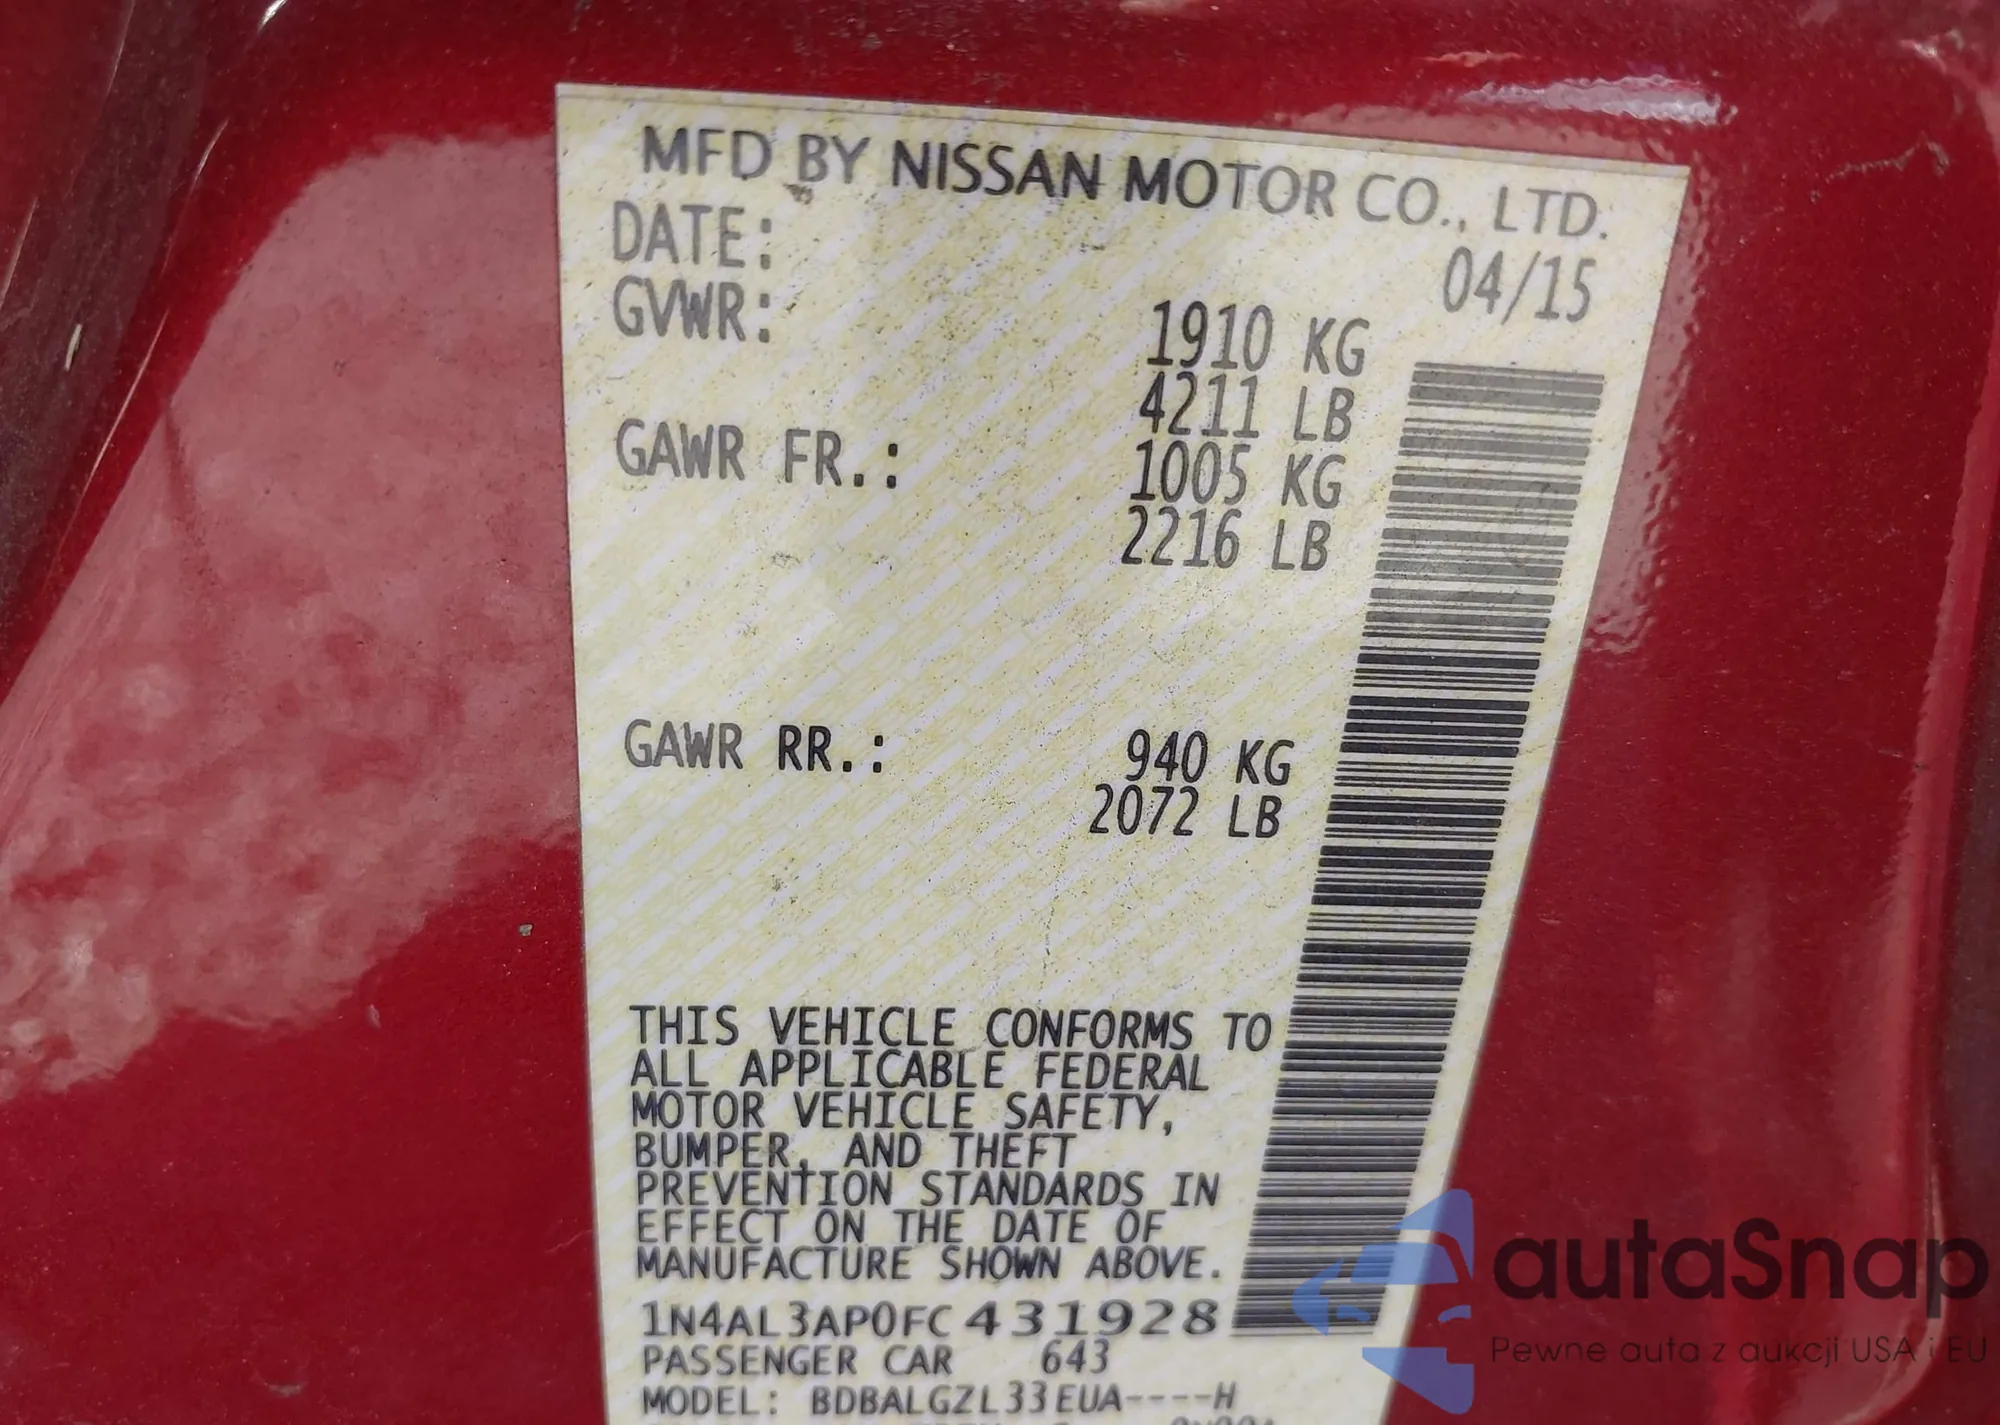 MFD BY NISSAN MOTOR CO., LTD.
DATE: 04/15
GVWR: 1910 KG
4211 LB
GAWR FR.: 1005 KG
2216 LB
GAWR RR.: 940 KG
2072 LB
THIS VEHICLE CONFORMS TO
ALL APPLICABLE FEDERAL
MOTOR VEHICLE SAFETY,
BUMPER, AND THEFT
PREVENTION STANDARDS IN
EFFECT ON THE DATE OF
MANUFACTURE SHOWN ABOVE.
1N4AL3AP0FC431928
PASSENGER CAR 643
MODEL: BDBALGZL33EUA----H
autaSnap
Pewne auta z aukcji USA i EU